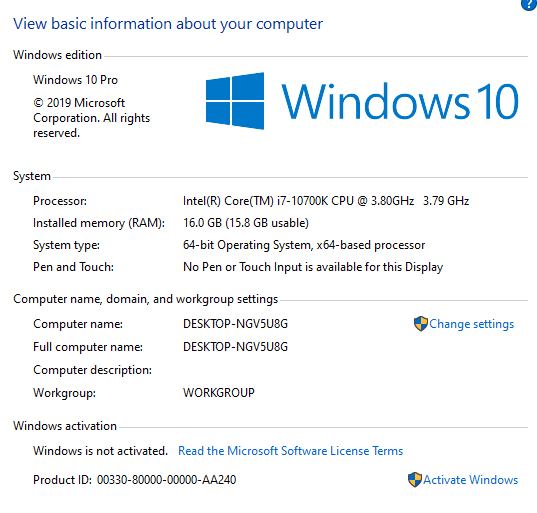 ?
View basic information about your computer
Windows edition
Windows 10 Pro
© 2019 Microsoft
Corporation. All rights
reserved.
Windows 10
System
Processor: Intel(R) Core(TM) i7-10700K CPU @ 3.80GHz 3.79 GHz
Installed memory (RAM): 16.0 GB (15.8 GB usable)
System type: 64-bit Operating System, x64-based processor
Pen and Touch: No Pen or Touch Input is available for this Display
Computer name, domain, and workgroup settings
Computer name: DESKTOP-NGV5U8G Change settings
Full computer name: DESKTOP-NGV5U8G
Computer description:
Workgroup: WORKGROUP
Windows activation
Windows is not activated. Read the Microsoft Software License Terms
Product ID: 00330-80000-00000-AA240 Activate Windows